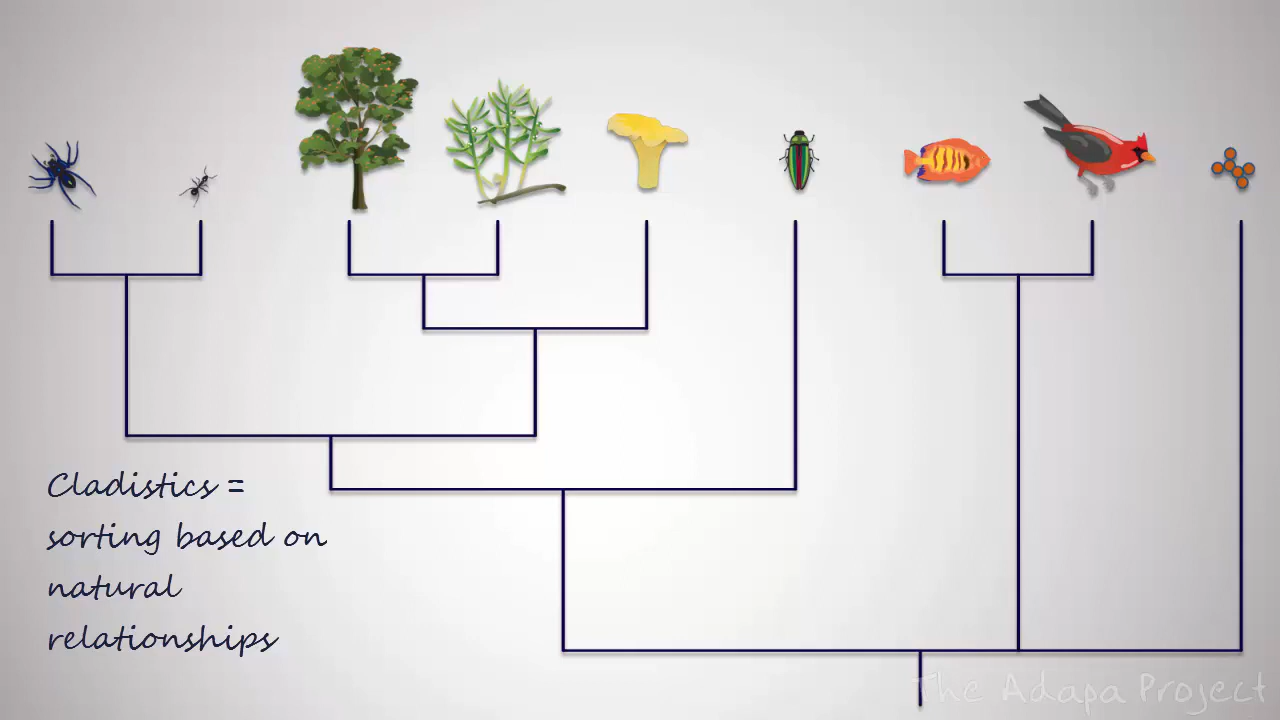 Cladistics =
sorting based on
natural
relationships
The Adapa Project